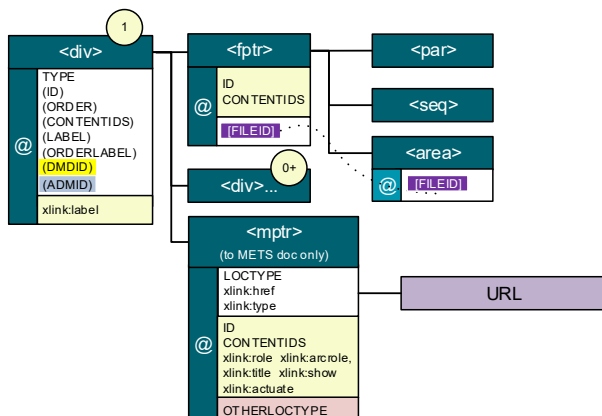 1
<div>
@
TYPE
(ID)
(ORDER)
(CONTENTIDS)
(LABEL)
(ORDERLABEL)
(DMDID)
(ADMID)
xlink:label
<fptr>
@
ID
CONTENTIDS
[FILEID]
<par>
<seq>
<area>
@
[FILEID]
0+
<div>...
<mptr>
(to METS doc only)
@
LOCTYPE
xlink:href
xlink:type
ID
CONTENTIDS
xlink:role xlink:arcrole,
xlink:title xlink:show
xlink:actuate
OTHERLOCTYPE
URL